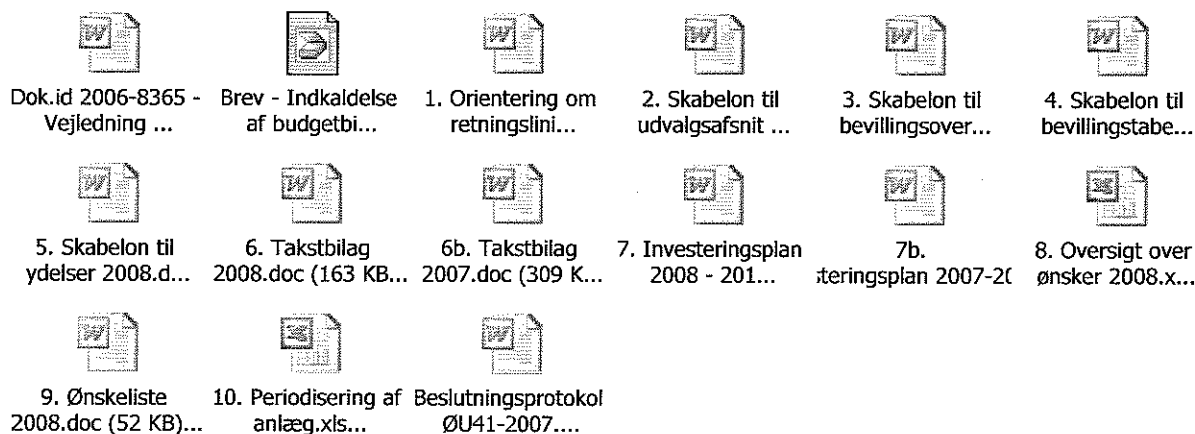 Dok.id 2006-8365 - Brev - Indkaldelse 1. Orientering om 2. Skabelon til 3. Skabelon til 4. Skabelon til
Vejledning ... af budgetbi... retningslini... udvalgsafsnit ... bevillingsover... bevillingstabe...
5. Skabelon til 6. Takstbilag 6b. Takstbilag 7. Investeringsplan 7b. 8. Oversigt over
ydelser 2008.d... 2008.doc (163 KB... 2007.doc (309 K... 2008 - 201... steringsplan 2007-20 ønsker 2008.x...
9. Ønskeliste 10. Periodisering af Beslutningsprotokol
2008.doc (52 KB)... anlæg.xls... ØU41-2007....